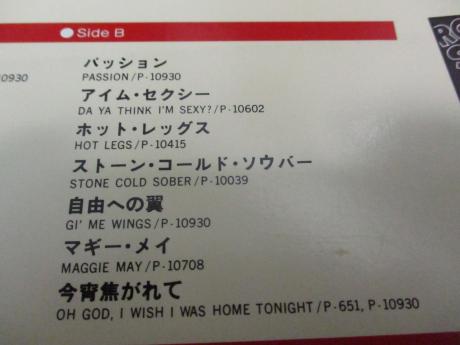 Side B
10930
パッション
PASSION/P-10930
アイム・セクシー
DA YA THINK I'M SEXY?/P-10602
ホット・レッグス
HOT LEGS/P-10415
ストーン・コールド・ソウバー
STONE COLD SOBER/P-10039
自由への翼
GI' ME WINGS/P-10930
マギー・メイ
MAGGIE MAY/P-10708
今宵焦がれて
OH GOD, I WISH I WAS HOME TONIGHT/P-651, P-10930